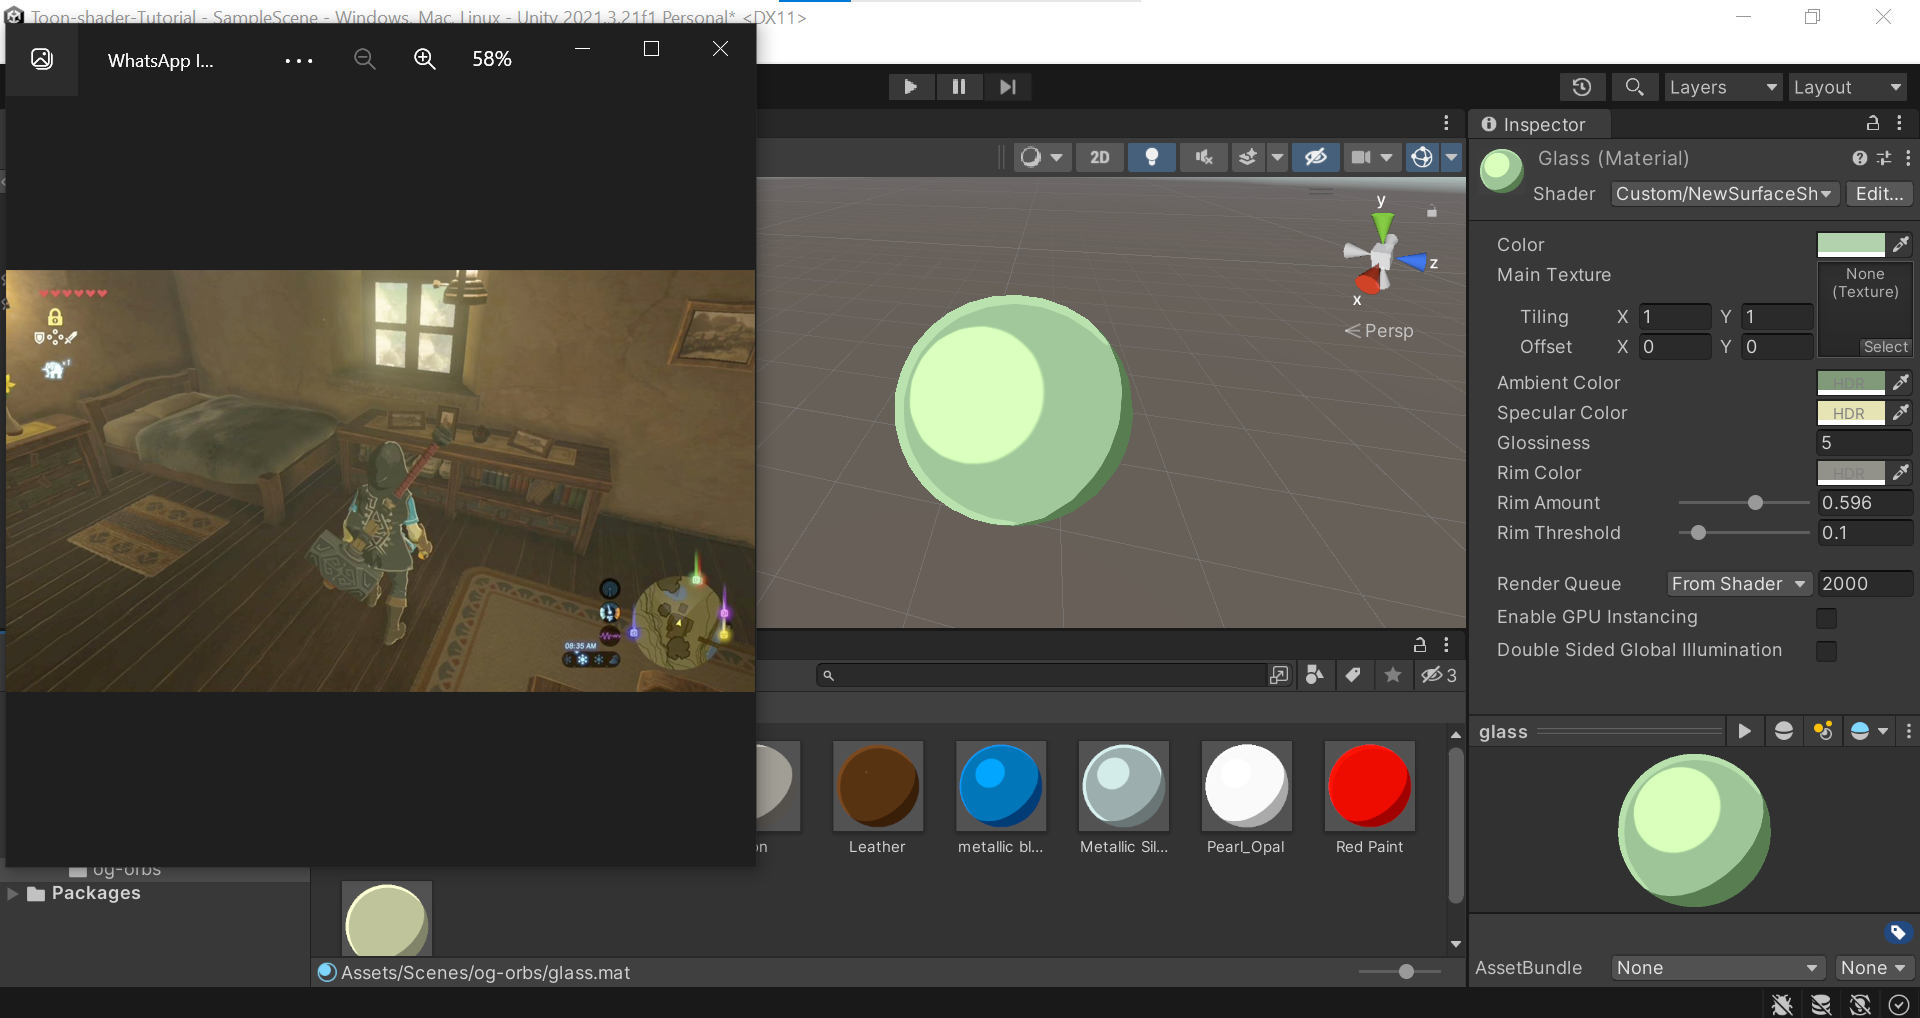 Toon-shader-Tutorial - SampleScene - Windows, Mac, Linux - Unity 2021.3.21f1 Personal* <DX11>
WhatsApp I...
58%
Layers
Layout
Inspector
2D
Glass (Material)
Shader
Custom/NewSurfaceSh
Edit...
y
z
x
Persp
Color
Main Texture
None
(Texture)
Tiling X 1 Y 1
Offset X 0 Y 0
Select
Ambient Color HDR
Specular Color HDR
Glossiness 5
Rim Color HDR
Rim Amount 0.596
Rim Threshold 0.1
Render Queue From Shader 2000
Enable GPU Instancing
Double Sided Global Illumination
08:35 AM
3
glass
on
Leather
metallic bl...
Metallic Sil...
Pearl_Opal
Red Paint
og-orbs
Packages
Assets/Scenes/og-orbs/glass.mat
AssetBundle None None